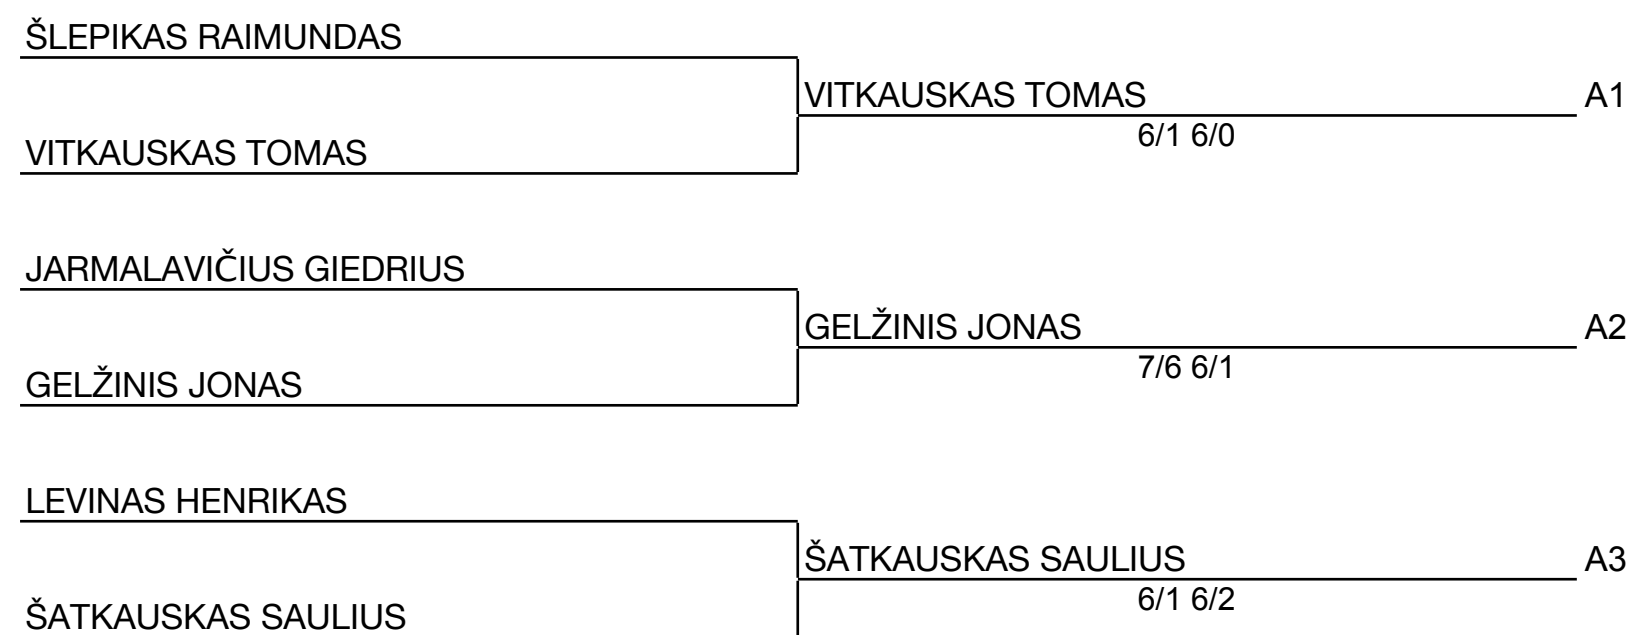 ŠLEPIKAS RAIMUNDAS
VITKAUSKAS TOMAS A1
6/1 6/0
VITKAUSKAS TOMAS
JARMALAVIČIUS GIEDRIUS
GELŽINIS JONAS A2
7/6 6/1
GELŽINIS JONAS
LEVINAS HENRIKAS
ŠATKAUSKAS SAULIUS A3
6/1 6/2
ŠATKAUSKAS SAULIUS